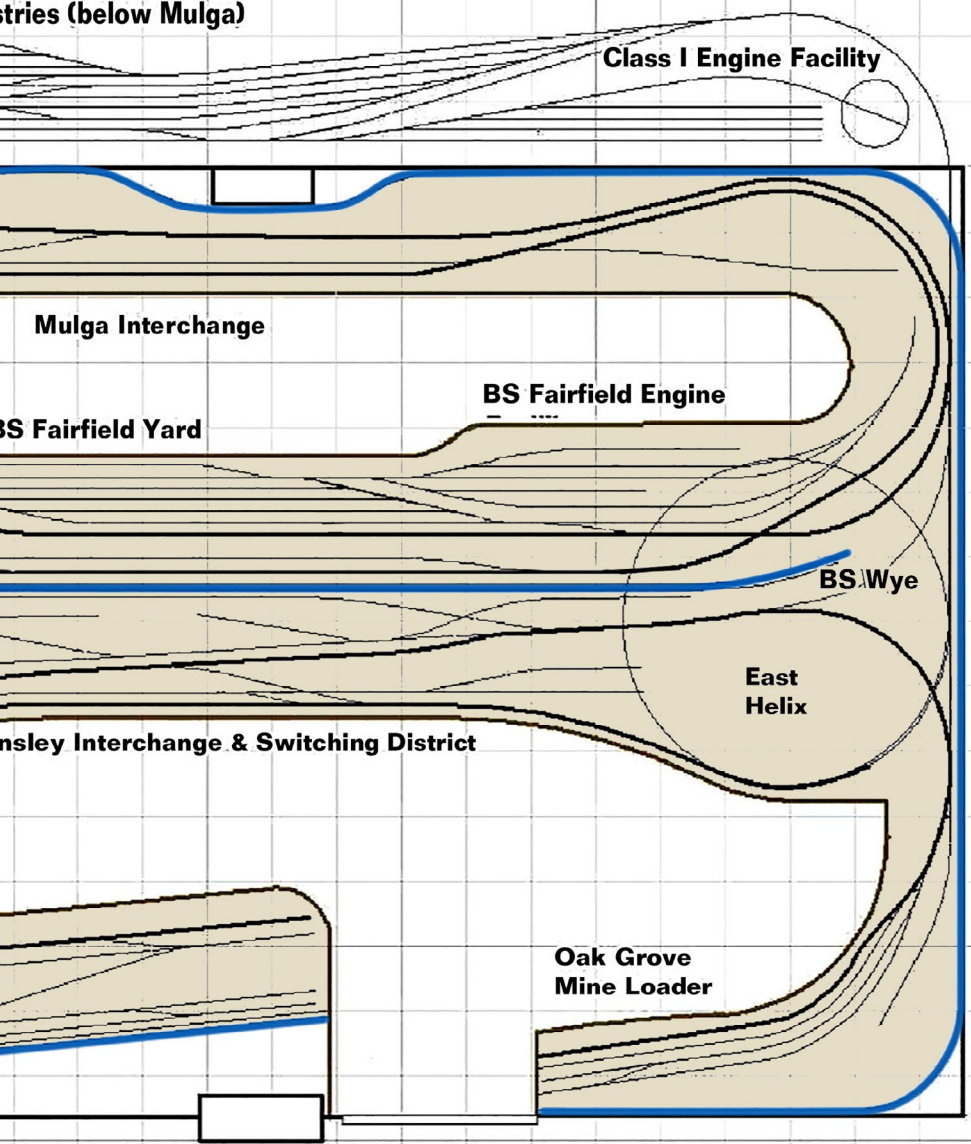 stries (below Mulga)
Class I Engine Facility
Mulga Interchange
BS Fairfield Engine
BS Fairfield Yard
BS Wye
East
Helix
nsley Interchange & Switching District
Oak Grove
Mine Loader